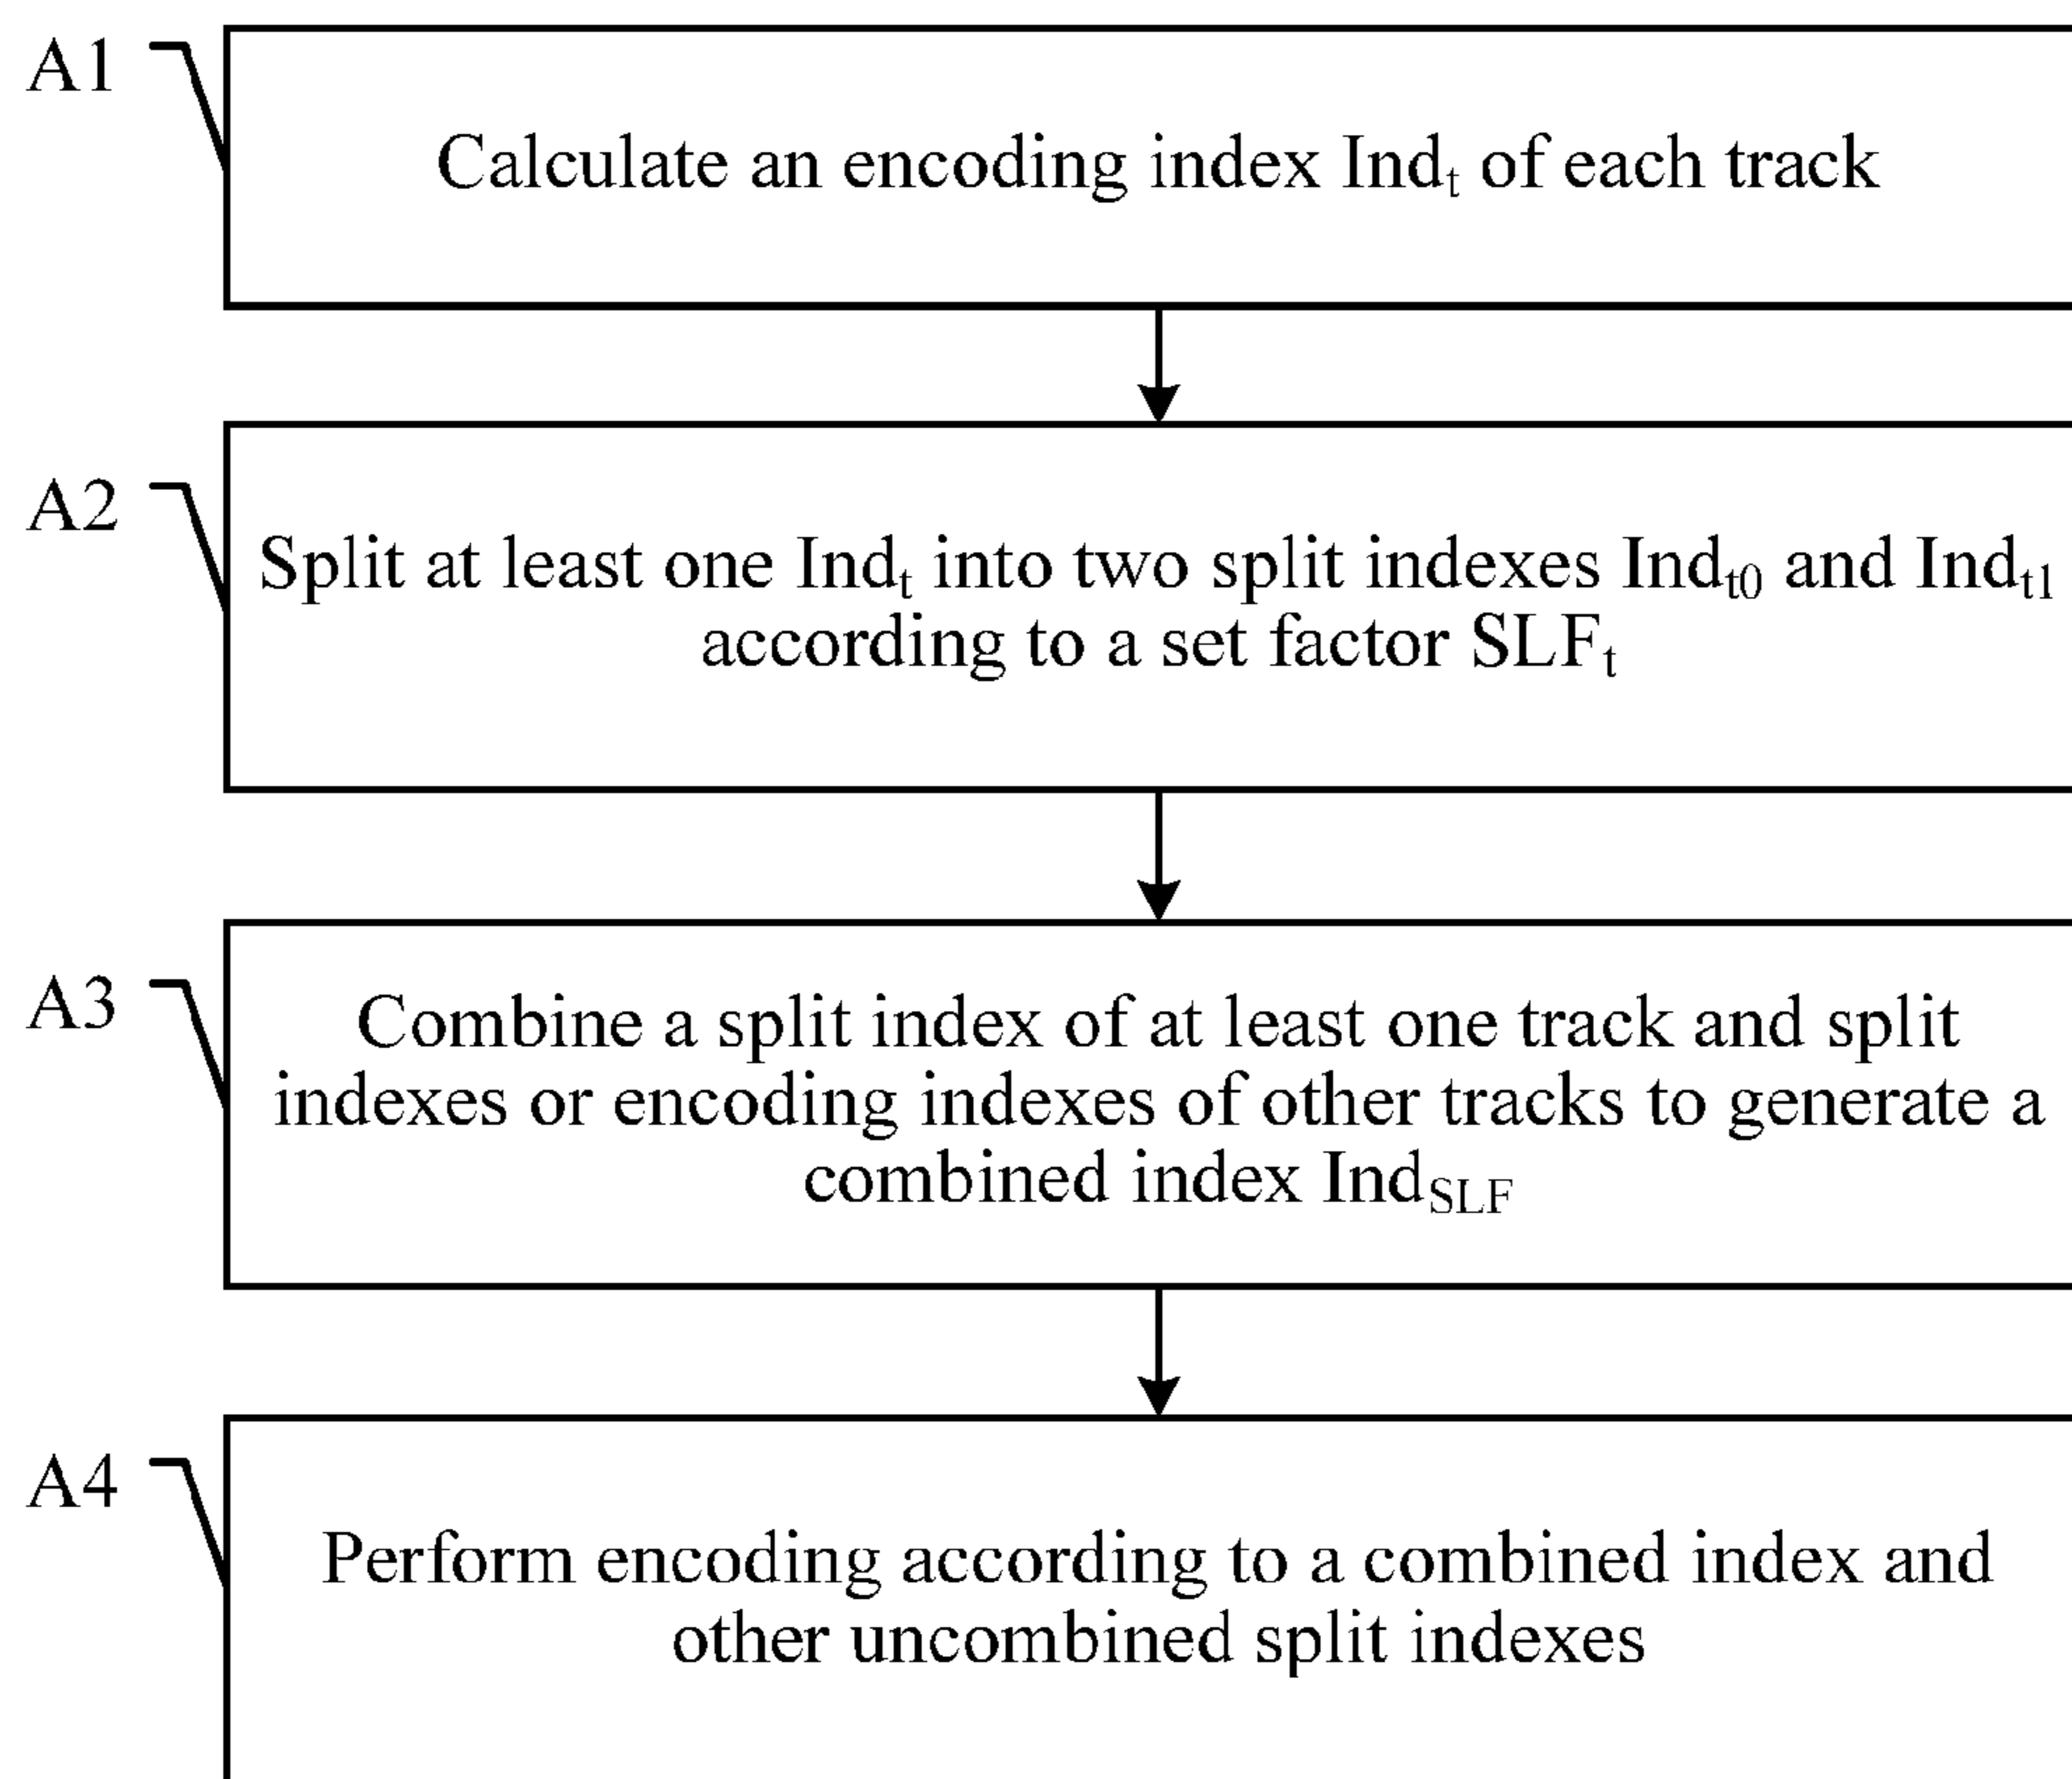 A1
Calculate an encoding index Indt of each track
A2
Split at least one Indt into two split indexes Indt0 and Indt1
according to a set factor SLFt
A3
Combine a split index of at least one track and split
indexes or encoding indexes of other tracks to generate a
combined index IndSLF
A4
Perform encoding according to a combined index and
other uncombined split indexes